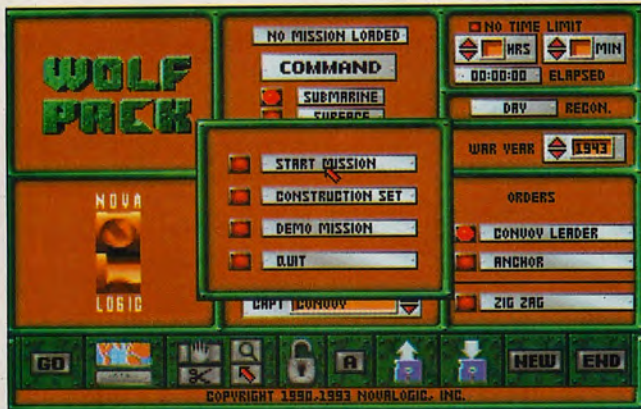 WOLF
PACK
NOVA
LOGIC
NO MISSION LOADED
COMMAND
SUBMARINE
SURFACE
START MISSION
CONSTRUCTION SET
DEMO MISSION
QUIT
CAPT CONVOY
NO TIME LIMIT
HRS MIN
00:00:00 ELAPSED
DAY RECON.
WAR YEAR 1943
ORDERS
CONVOY LEADER
ANCHOR
ZIG ZAG
GO A NEW END
COPYRIGHT 1990,1993 NOVALOGIC, INC.